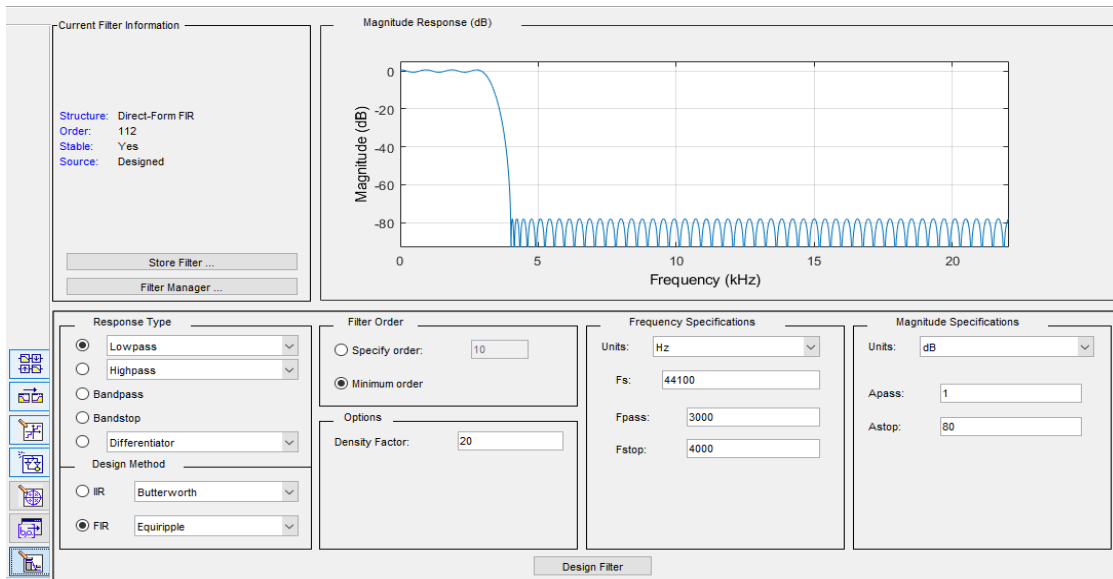 Current Filter Information
Structure: Direct-Form FIR
Order: 112
Stable: Yes
Source: Designed
Store Filter ...
Filter Manager ...
Magnitude Response (dB)
Magnitude (dB)
0
-20
-40
-60
-80
0 5 10 15 20
Frequency (kHz)
Response Type
Lowpass
Highpass
Bandpass
Bandstop
Differentiator
Design Method
IIR Butterworth
FIR Equiripple
Filter Order
Specify order: 10
Minimum order
Options
Density Factor: 20
Frequency Specifications
Units: Hz
Fs: 44100
Fpass: 3000
Fstop: 4000
Magnitude Specifications
Units: dB
Apass: 1
Astop: 80
Design Filter